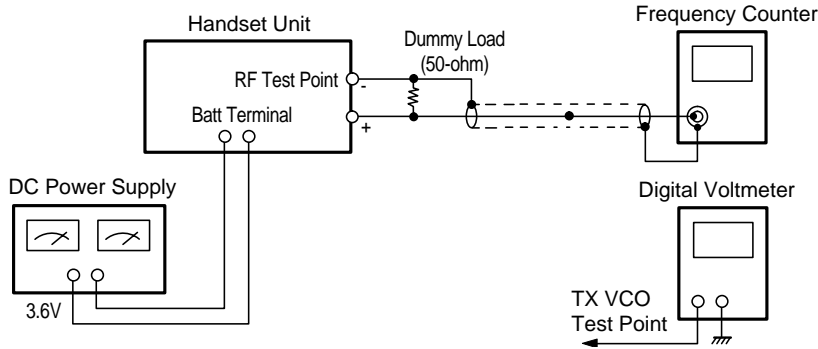 Frequency Counter
Handset Unit
Dummy Load
(50-ohm)
RF Test Point
-
Batt Terminal
+
DC Power Supply
Digital Voltmeter
3.6V
TX VCO
Test Point